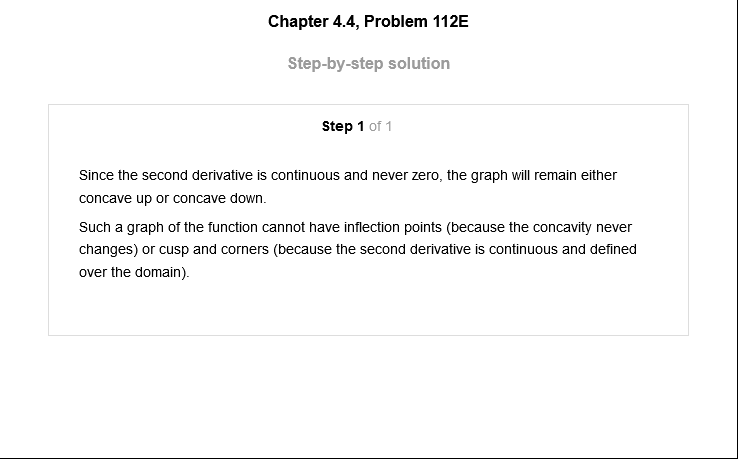 Chapter 4.4, Problem 112E
Step-by-step solution
Step 1 of 1
Since the second derivative is continuous and never zero, the graph will remain either
concave up or concave down.
Such a graph of the function cannot have inflection points (because the concavity never
changes) or cusp and corners (because the second derivative is continuous and defined
over the domain).